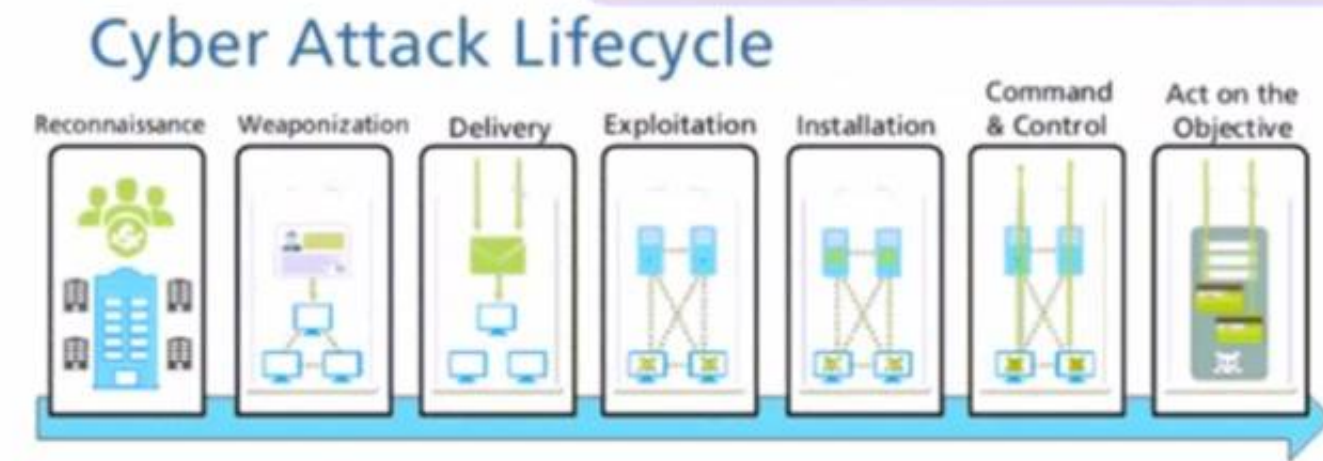 Cyber Attack Lifecycle
Reconnaissance
Weaponization
Delivery
Exploitation
Installation
Command
& Control
Act on the
Objective